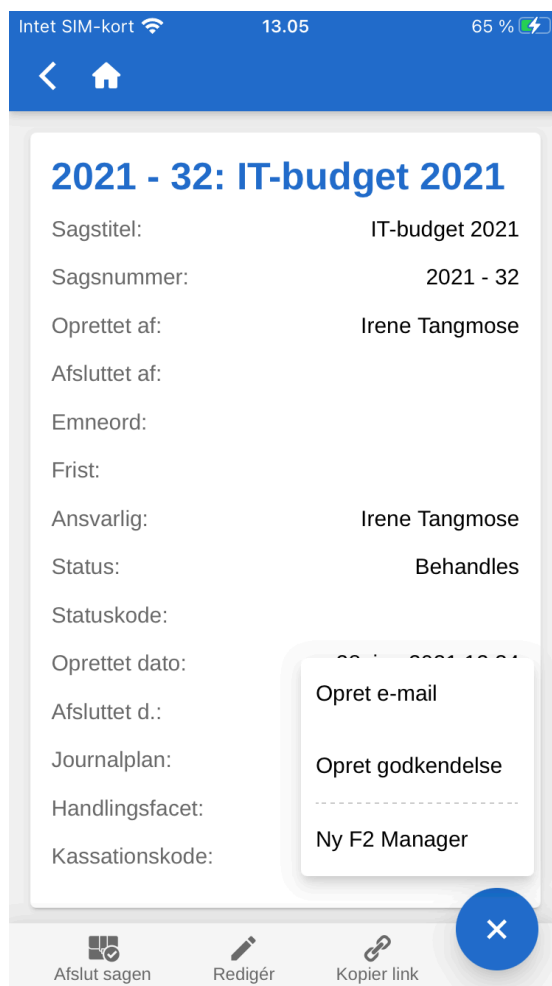 Intet SIM-kort 13.05 65 %
2021 - 32: IT-budget 2021
Sagstitel: IT-budget 2021
Sagsnummer: 2021 - 32
Oprettet af: Irene Tangmose
Afsluttet af:
Emneord:
Frist:
Ansvarlig: Irene Tangmose
Status: Behandles
Statuskode:
Oprettet dato:
Afsluttet d.:
Journalplan:
Handlingsfacet:
Kassationskode:
Opret e-mail
Opret godkendelse
Ny F2 Manager
Afslut sagen Redigér Kopier link